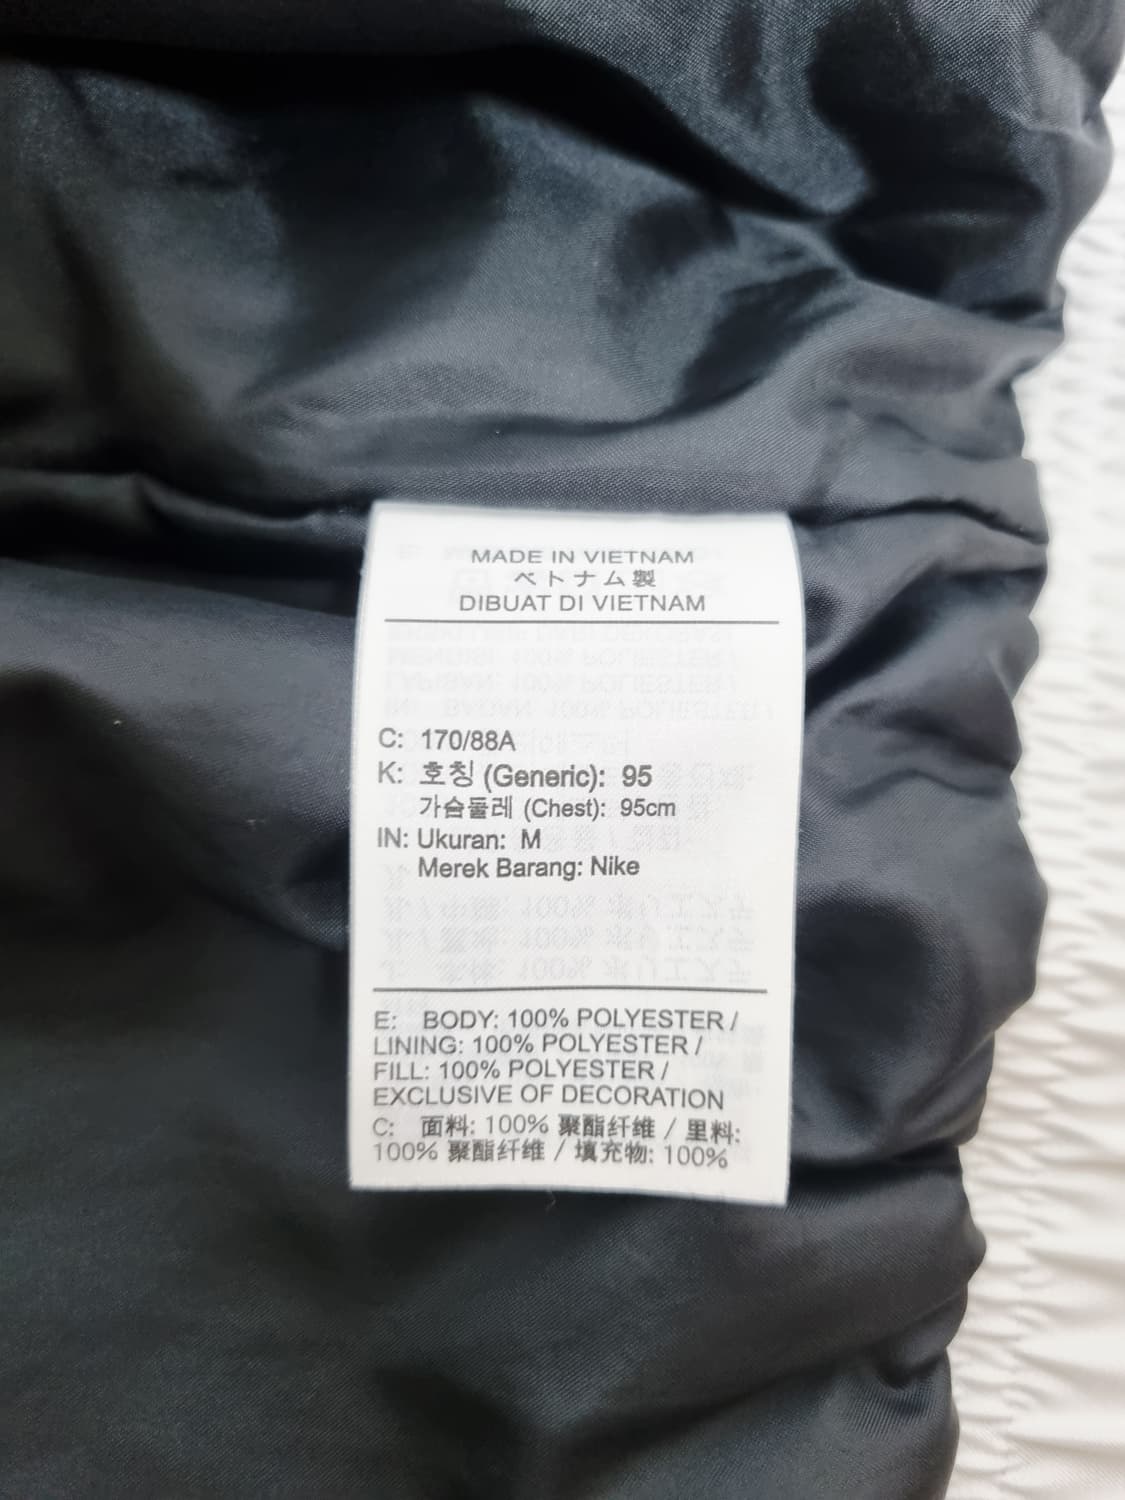 MADE IN VIETNAM
ベトナム製
DIBUAT DI VIETNAM
C: 170/88A
K: 호칭 (Generic): 95
가슴둘레 (Chest): 95cm
IN: Ukuran: M
Merek Barang: Nike
E: BODY: 100% POLYESTER /
LINING: 100% POLYESTER /
FILL: 100% POLYESTER /
EXCLUSIVE OF DECORATION
C: 面料: 100% 聚酯纤维 / 里料:
100% 聚酯纤维 / 填充物: 100%